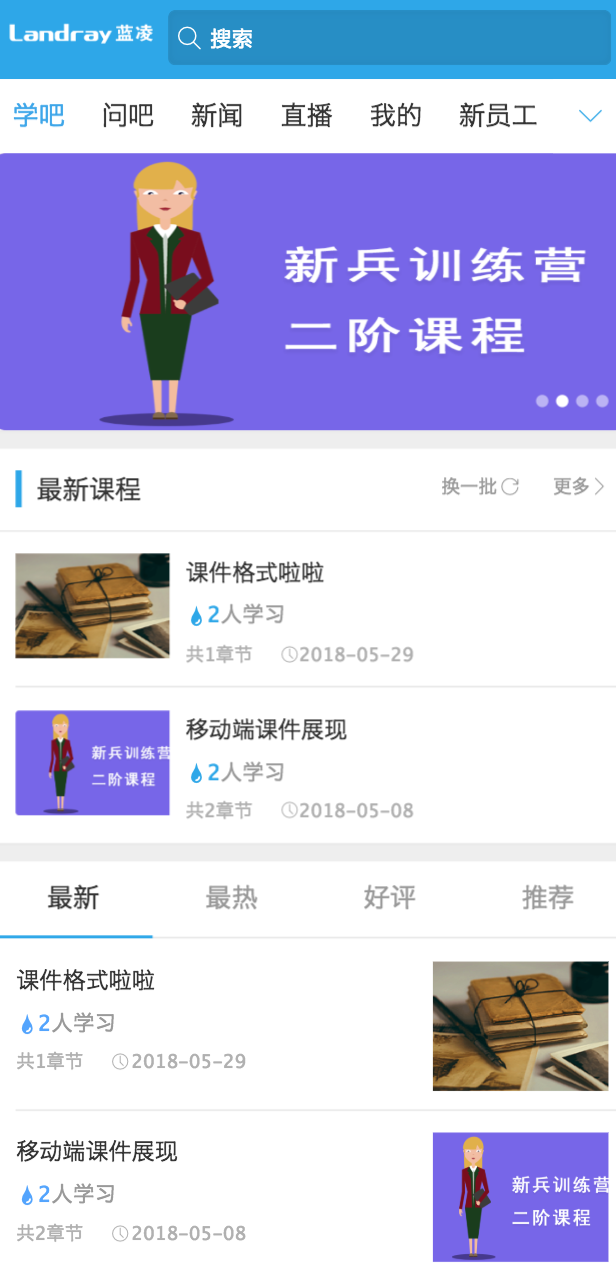 Landray 蓝凌
搜索
学吧 问吧 新闻 直播 我的 新员工
新兵训练营
二阶课程
最新课程 换一批 更多
课件格式啦啦
2人学习
共1章节 2018-05-29
新兵训练营
二阶课程
移动端课件展现
2人学习
共2章节 2018-05-08
最新 最热 好评 推荐
课件格式啦啦
2人学习
共1章节 2018-05-29
移动端课件展现
2人学习
共2章节 2018-05-08
新兵训练营
二阶课程